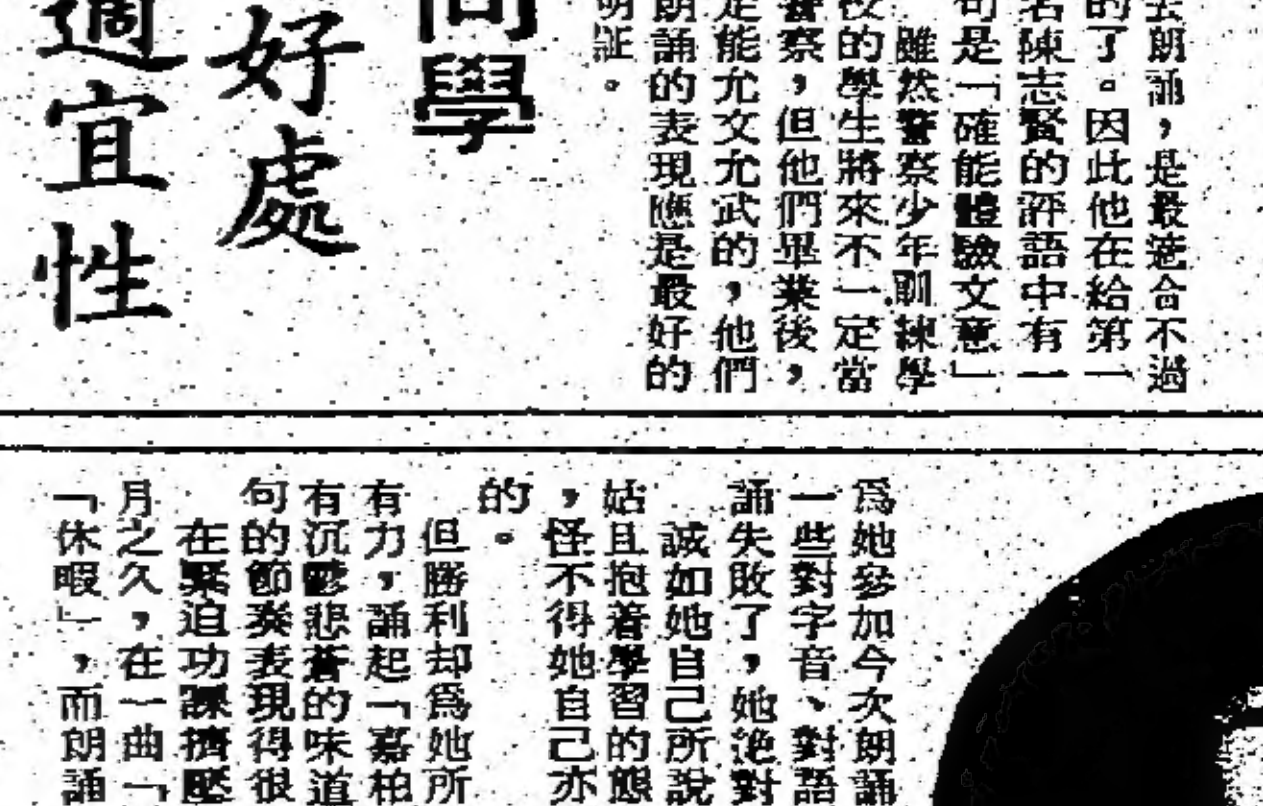 去朗誦，是最適合不過
的了。因此他在給第一
名陳志賢的評語中有一
句是「確能體驗文意」
雖然警察少年訓練學
校的學生將來不一定當
警察，但他們畢業後，
定能允文允武的，他們
朗誦的表現應是最好的
明証。
同學
好處
適宜性
爲她參加今次朗誦
一些對字音、對語
誦失敗了，她絕對
誠如她自己所說
姑且抱着學習的態
，怪不得她自己亦
的。
但勝利却爲她所
有力，誦起「嘉柏
有沉鬱悲蒼的味道
句的節奏表現得很
在緊迫功課擠壓
月之久，在一曲「
「休暇」，而朗誦